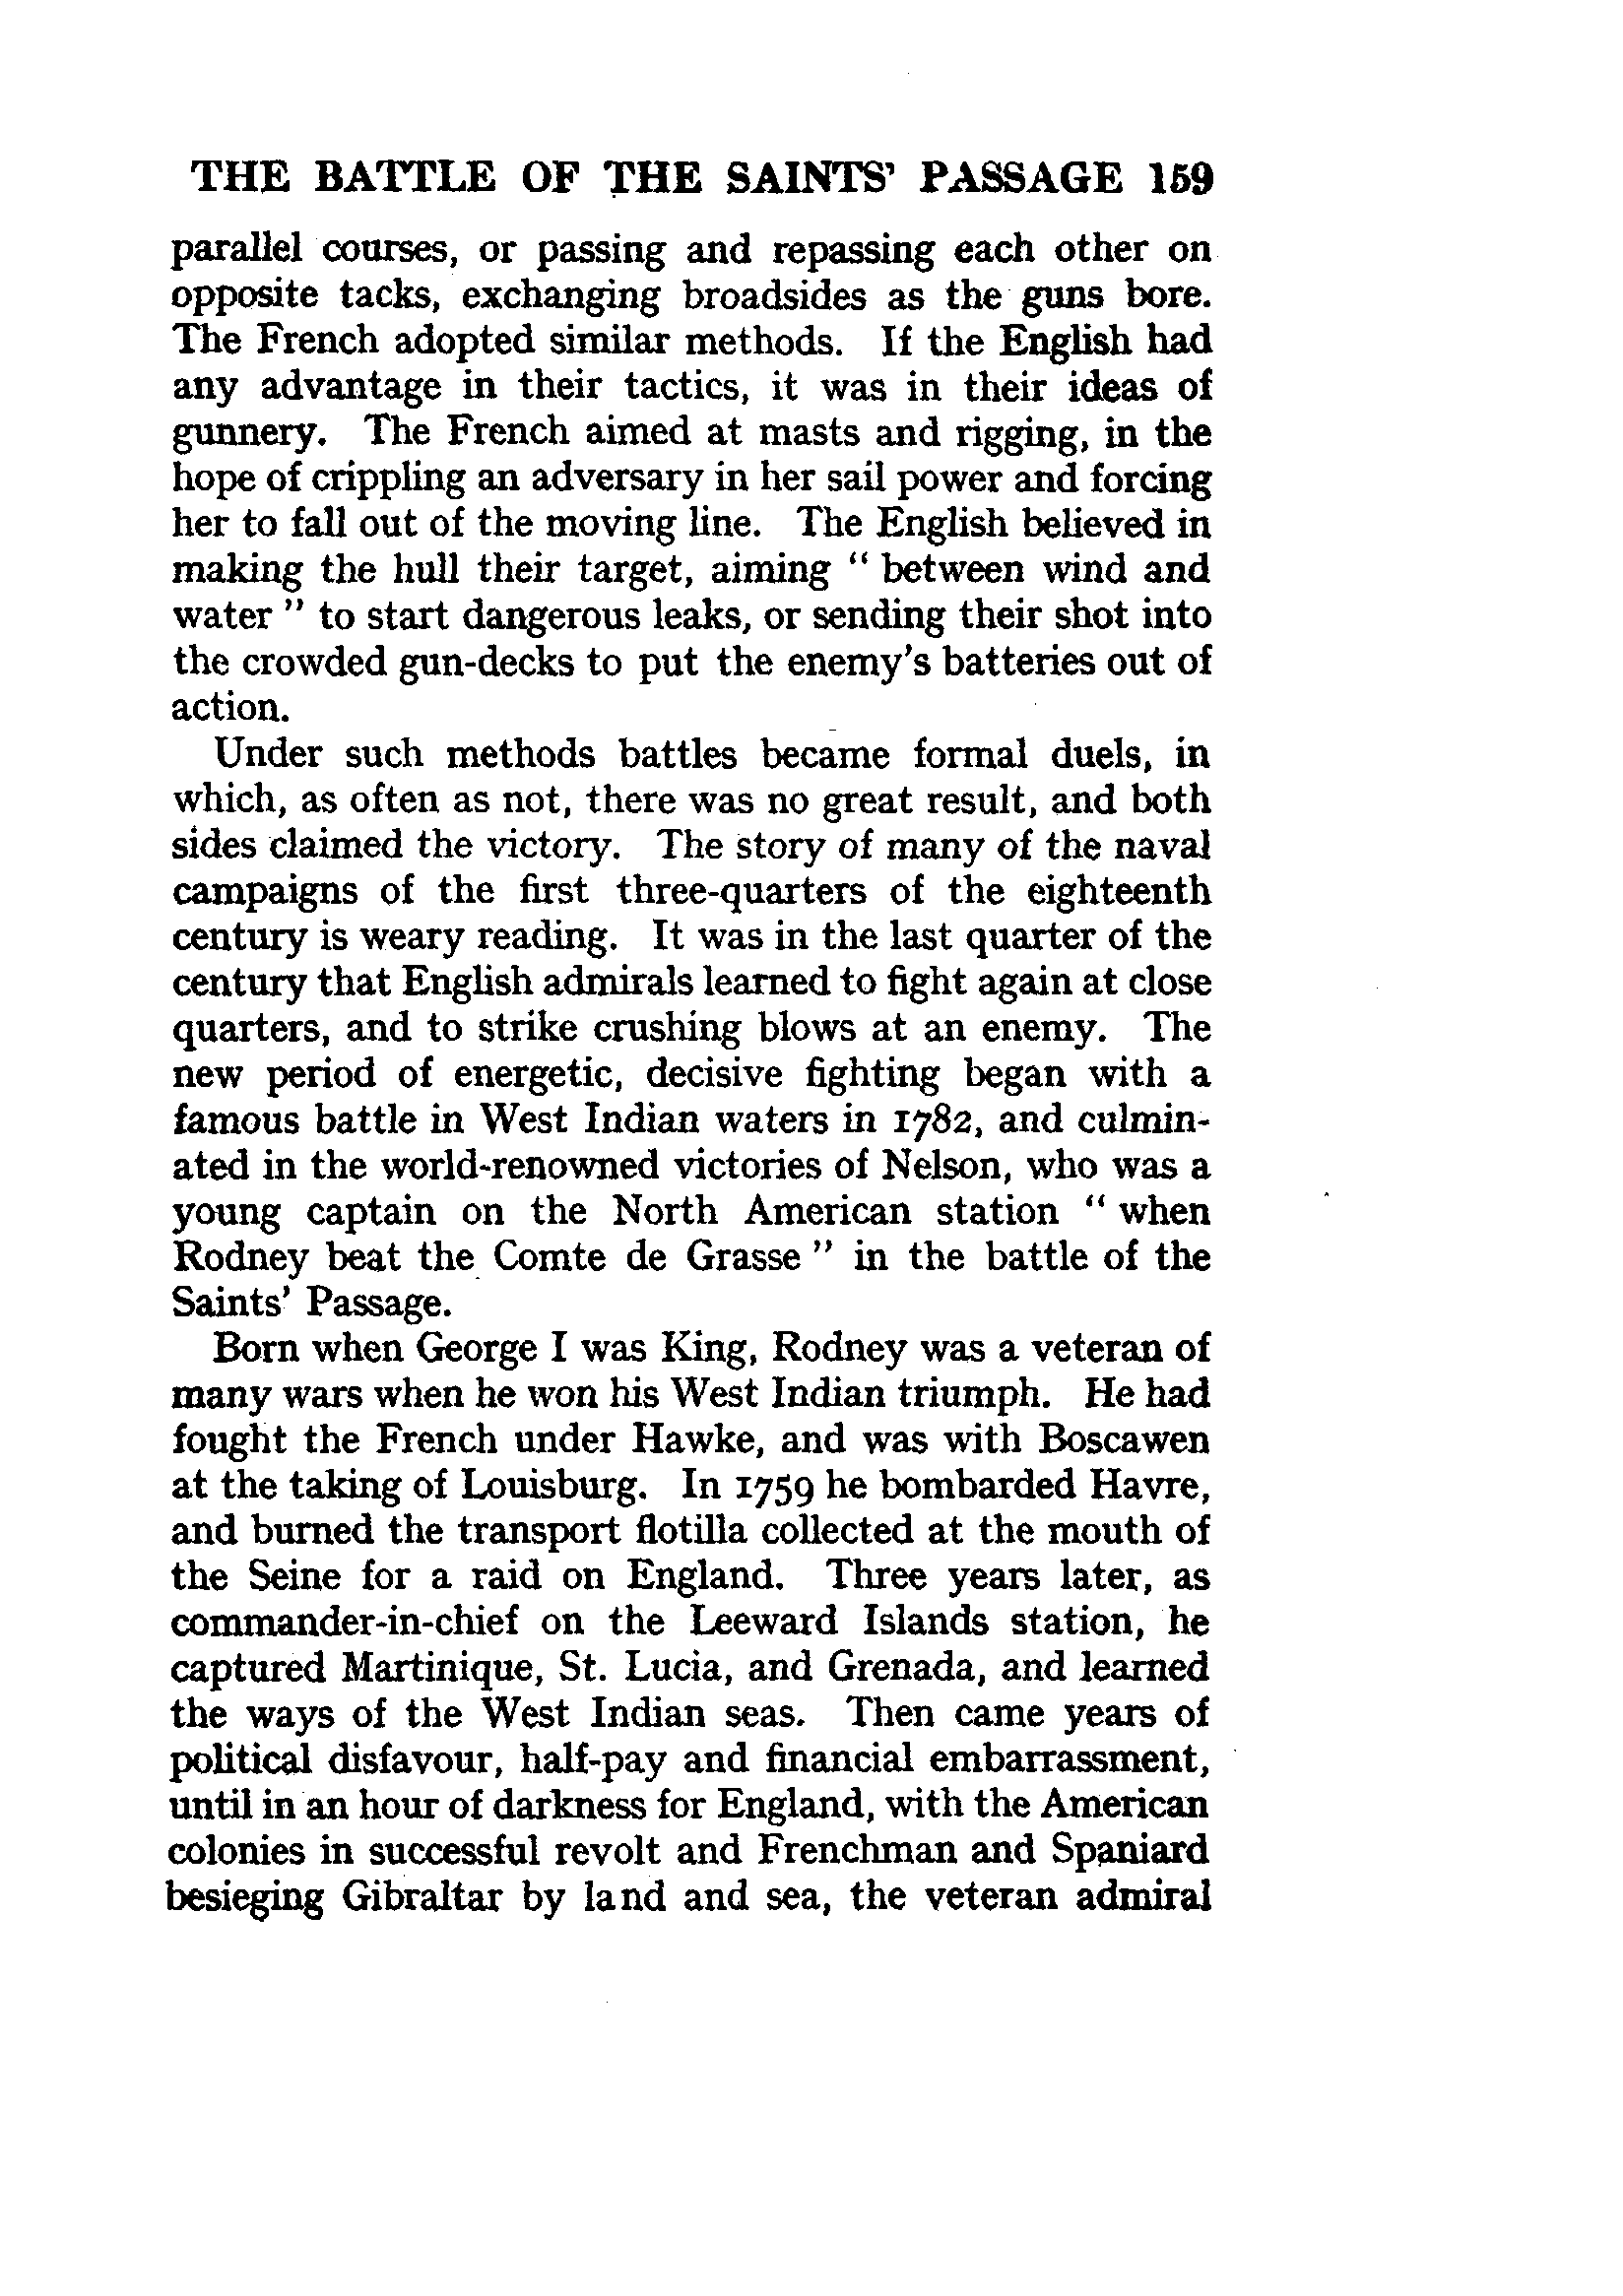 THE BATTLE OF THE SAINTS' PASSAGE 159
parallel courses, or passing and repassing each other on
opposite tacks, exchanging broadsides as the guns bore.
The French adopted similar methods. If the English had
any advantage in their tactics, it was in their ideas of
gunnery. The French aimed at masts and rigging, in the
hope of crippling an adversary in her sail power and forcing
her to fall out of the moving line. The English believed in
making the hull their target, aiming " between wind and
water " to start dangerous leaks, or sending their shot into
the crowded gun-decks to put the enemy's batteries out of
action.
Under such methods battles became formal duels, in
which, as often as not, there was no great result, and both
sides claimed the victory. The story of many of the naval
campaigns of the first three-quarters of the eighteenth
century is weary reading. It was in the last quarter of the
century that English admirals learned to fight again at close
quarters, and to strike crushing blows at an enemy. The
new period of energetic, decisive fighting began with a
famous battle in West Indian waters in 1782, and culmin-
ated in the world-renowned victories of Nelson, who was a
young captain on the North American station " when
Rodney beat the Comte de Grasse " in the battle of the
Saints' Passage.
Born when George I was King, Rodney was a veteran of
many wars when he won his West Indian triumph. He had
fought the French under Hawke, and was with Boscawen
at the taking of Louisburg. In 1759 he bombarded Havre,
and burned the transport flotilla collected at the mouth of
the Seine for a raid on England. Three years later, as
commander-in-chief on the Leeward Islands station, he
captured Martinique, St. Lucia, and Grenada, and learned
the ways of the West Indian seas. Then came years of
political disfavour, half-pay and financial embarrassment,
until in an hour of darkness for England, with the American
colonies in successful revolt and Frenchman and Spaniard
besieging Gibraltar by land and sea, the veteran admiral